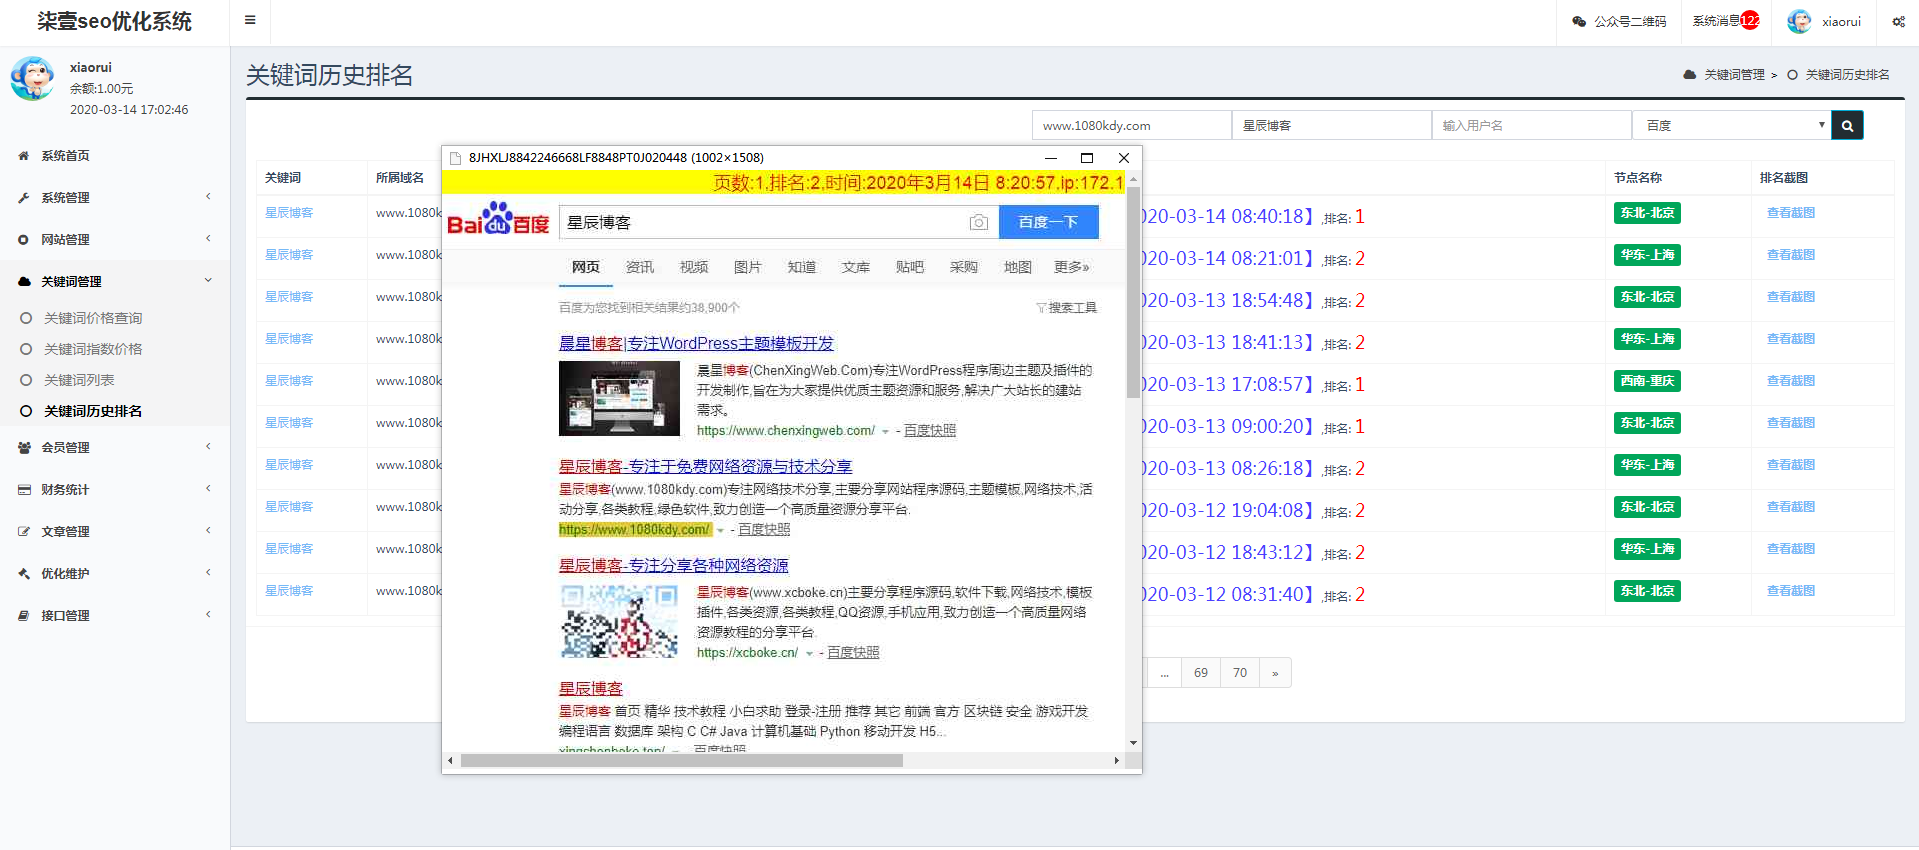 柒壹seo优化系统
公众号二维码
系统消息122
xiaorui
xiaorui
余额:1.00元
2020-03-14 17:02:46
系统首页
系统管理
网站管理
关键词管理
关键词价格查询
关键词指数价格
关键词列表
关键词历史排名
会员管理
财务统计
文章管理
优化维护
接口管理
关键词历史排名
关键词管理 > 关键词历史排名
www.1080kdy.com 星辰博客 输入用户名 百度
关键词 所属域名 节点名称 排名截图
星辰博客 www.1080k 020-03-14 08:40:18】,排名: 1 东北-北京 查看截图
星辰博客 www.1080k 020-03-14 08:21:01】,排名: 2 华东-上海 查看截图
星辰博客 www.1080k 020-03-13 18:54:48】,排名: 2 东北-北京 查看截图
星辰博客 www.1080k 020-03-13 18:41:13】,排名: 2 华东-上海 查看截图
星辰博客 www.1080k 020-03-13 17:08:57】,排名: 1 西南-重庆 查看截图
星辰博客 www.1080k 020-03-13 09:00:20】,排名: 1 东北-北京 查看截图
星辰博客 www.1080k 020-03-13 08:26:18】,排名: 2 华东-上海 查看截图
星辰博客 www.1080k 020-03-12 19:04:08】,排名: 2 东北-北京 查看截图
星辰博客 www.1080k 020-03-12 18:43:12】,排名: 2 华东-上海 查看截图
星辰博客 www.1080k 020-03-12 08:31:40】,排名: 2 东北-北京 查看截图
... 69 70 »
8JHXLJ8842246668LF8848PT0J020448 (1002×1508)
页数:1,排名:2,时间:2020年3月14日 8:20:57,ip:172.1
Bai du 百度 星辰博客 百度一下
网页 资讯 视频 图片 知道 文库 贴吧 采购 地图 更多»
百度为您找到相关结果约38,900个 搜索工具
晨星博客|专注WordPress主题模板开发
晨星博客(ChenXingWeb.Com)专注WordPress程序周边主题及插件的
开发制作,旨在为大家提供优质主题资源和服务,解决广大站长的建站
需求。
https://www.chenxingweb.com/ - 百度快照
星辰博客-专注于免费网络资源与技术分享
星辰博客(www.1080kdy.com)专注网络技术分享,主要分享网站程序源码,主题模板,网络技术,活
动分享,各类教程,绿色软件,致力创造一个高质量资源分享平台.
https://www.1080kdy.com/ - 百度快照
星辰博客-专注分享各种网络资源
星辰博客(www.xcboke.cn)主要分享程序源码,软件下载,网络技术,模板
插件,各类资源,各类教程,QQ资源,手机应用,致力创造一个高质量网络
资源教程的分享平台.
https://xcboke.cn/ - 百度快照
星辰博客
星辰博客 首页 精华 技术教程 小白求助 登录-注册 推荐 其它 前端 官方 区块链 安全 游戏开发
编程语言 数据库 架构 C C# Java 计算机基础 Python 移动开发 H5...
xingchenboke.top/ - 百度快照